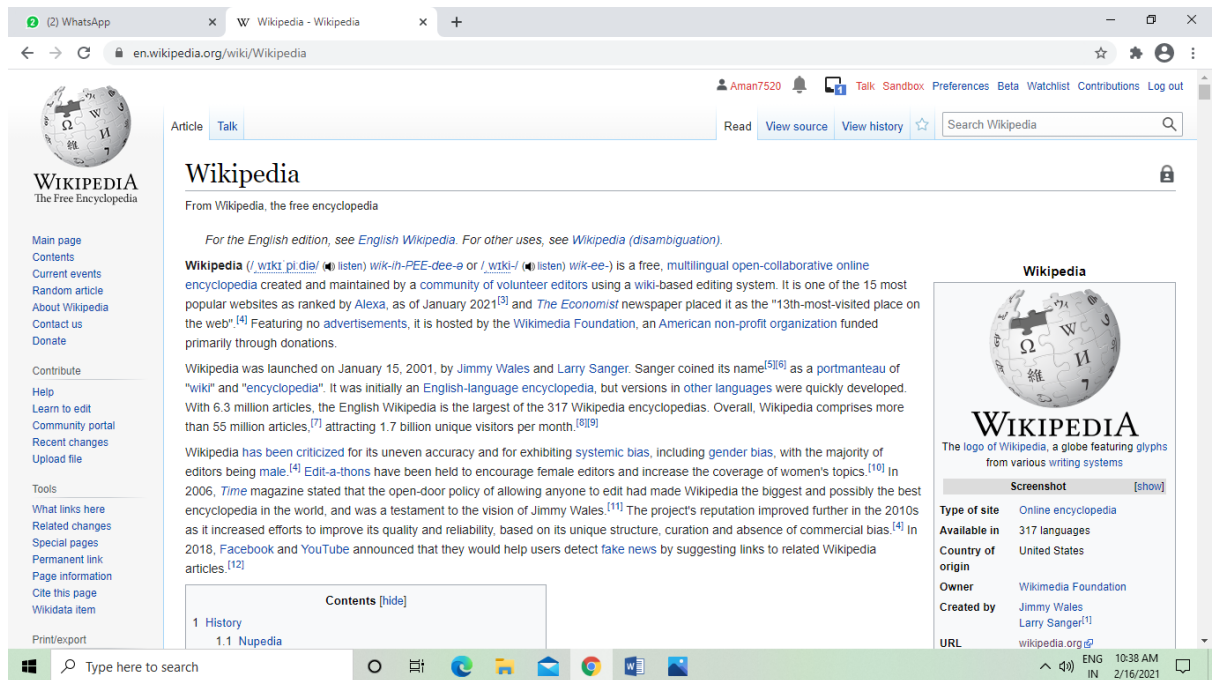 (2) WhatsApp
Wikipedia - Wikipedia
en.wikipedia.org/wiki/Wikipedia
Aman7520
1
Talk Sandbox Preferences Beta Watchlist Contributions Log out
Article Talk
Read View source View history
Search Wikipedia
WIKIPEDIA
The Free Encyclopedia
Main page
Contents
Current events
Random article
About Wikipedia
Contact us
Donate
Contribute
Help
Learn to edit
Community portal
Recent changes
Upload file
Tools
What links here
Related changes
Special pages
Permanent link
Page information
Cite this page
Wikidata item
Print/export
Wikipedia
From Wikipedia, the free encyclopedia
For the English edition, see English Wikipedia. For other uses, see Wikipedia (disambiguation).
Wikipedia (/ˌwɪkɪˈpiːdiə/ (listen) wik-ih-PEE-dee-ə or /ˌwɪki-/ (listen) wik-ee-) is a free, multilingual open-collaborative online
encyclopedia created and maintained by a community of volunteer editors using a wiki-based editing system. It is one of the 15 most
popular websites as ranked by Alexa, as of January 2021[3] and The Economist newspaper placed it as the "13th-most-visited place on
the web".[4] Featuring no advertisements, it is hosted by the Wikimedia Foundation, an American non-profit organization funded
primarily through donations.
Wikipedia was launched on January 15, 2001, by Jimmy Wales and Larry Sanger. Sanger coined its name[5][6] as a portmanteau of
"wiki" and "encyclopedia". It was initially an English-language encyclopedia, but versions in other languages were quickly developed.
With 6.3 million articles, the English Wikipedia is the largest of the 317 Wikipedia encyclopedias. Overall, Wikipedia comprises more
than 55 million articles,[7] attracting 1.7 billion unique visitors per month.[8][9]
Wikipedia has been criticized for its uneven accuracy and for exhibiting systemic bias, including gender bias, with the majority of
editors being male.[4] Edit-a-thons have been held to encourage female editors and increase the coverage of women's topics.[10] In
2006, Time magazine stated that the open-door policy of allowing anyone to edit had made Wikipedia the biggest and possibly the best
encyclopedia in the world, and was a testament to the vision of Jimmy Wales.[11] The project's reputation improved further in the 2010s
as it increased efforts to improve its quality and reliability, based on its unique structure, curation and absence of commercial bias.[4] In
2018, Facebook and YouTube announced that they would help users detect fake news by suggesting links to related Wikipedia
articles.[12]
Contents [hide]
1 History
1.1 Nupedia
Wikipedia
WIKIPEDIA
The logo of Wikipedia, a globe featuring glyphs
from various writing systems
Screenshot [show]
Type of site Online encyclopedia
Available in 317 languages
Country of United States
origin
Owner Wikimedia Foundation
Created by Jimmy Wales
Larry Sanger[1]
URL wikipedia.org
Type here to search
ENG 10:38 AM
IN 2/16/2021